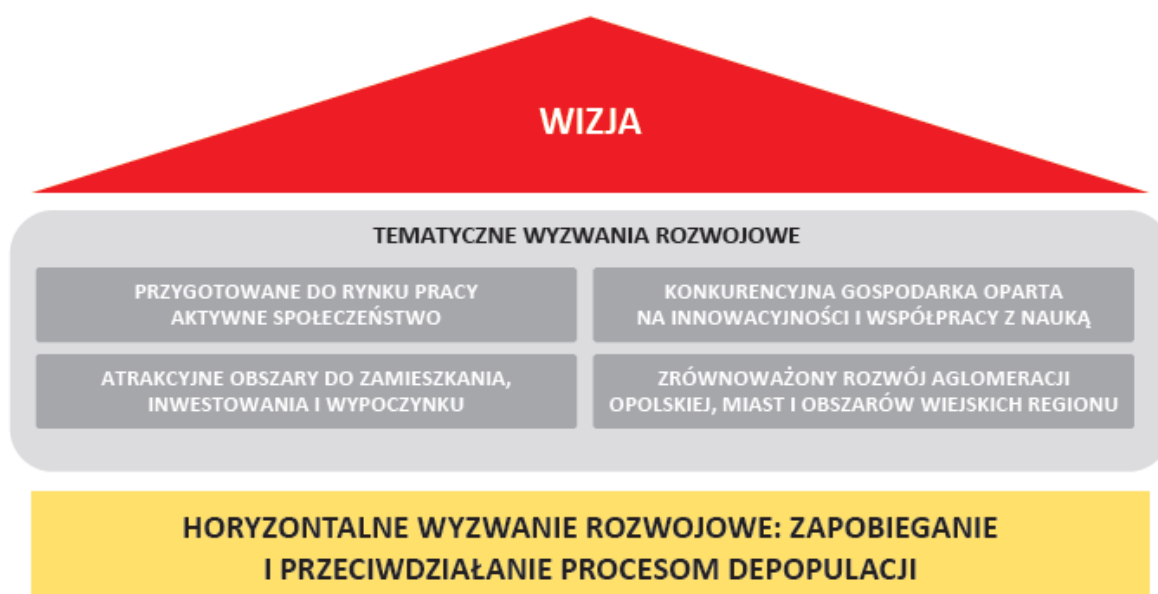 WIZJA
TEMATYCZNE WYZWANIA ROZWOJOWE
PRZYGOTOWANE DO RYNKU PRACY
AKTYWNE SPOŁECZEŃSTWO
KONKURENCYJNA GOSPODARKA OPARTA
NA INNOWACYJNOŚCI I WSPÓŁPRACY Z NAUKĄ
ATRAKCYJNE OBSZARY DO ZAMIESZKANIA,
INWESTOWANIA I WYPOCZYNKU
ZRÓWNOWAŻONY ROZWÓJ AGLOMERACJI
OPOLSKIEJ, MIAST I OBSZARÓW WIEJSKICH REGIONU
HORYZONTALNE WYZWANIE ROZWOJOWE: ZAPOBIEGANIE
I PRZECIWDZIAŁANIE PROCESOM DEPOPULACJI